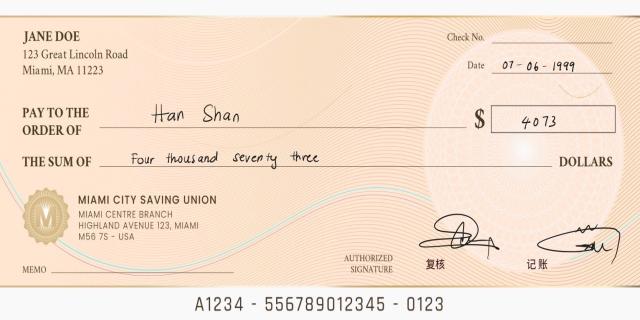 JANE DOE
123 Great Lincoln Road
Miami, MA 11223
Check No.
Date 07-06-1999
PAY TO THE
ORDER OF Han Shan $ 4073
THE SUM OF Four thousand seventy three DOLLARS
MIAMI CITY SAVING UNION
MIAMI CENTRE BRANCH
HIGHLAND AVENUE 123, MIAMI
M56 7S - USA
MEMO
AUTHORIZED
SIGNATURE
复核 记账
A1234 - 556789012345 - 0123